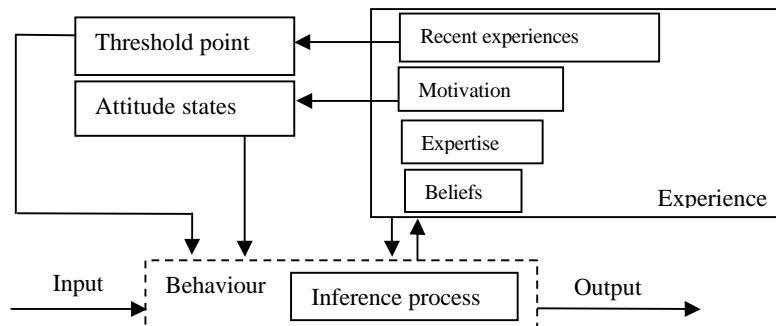 Threshold point
Recent experiences
Attitude states
Motivation
Expertise
Beliefs
Experience
Input
Behaviour
Inference process
Output